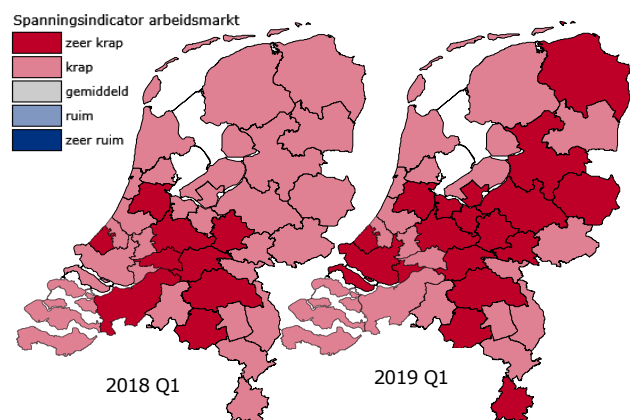 Spanningsindicator arbeidsmarkt
zeer krap
krap
gemiddeld
ruim
zeer ruim
2018 Q1
2019 Q1